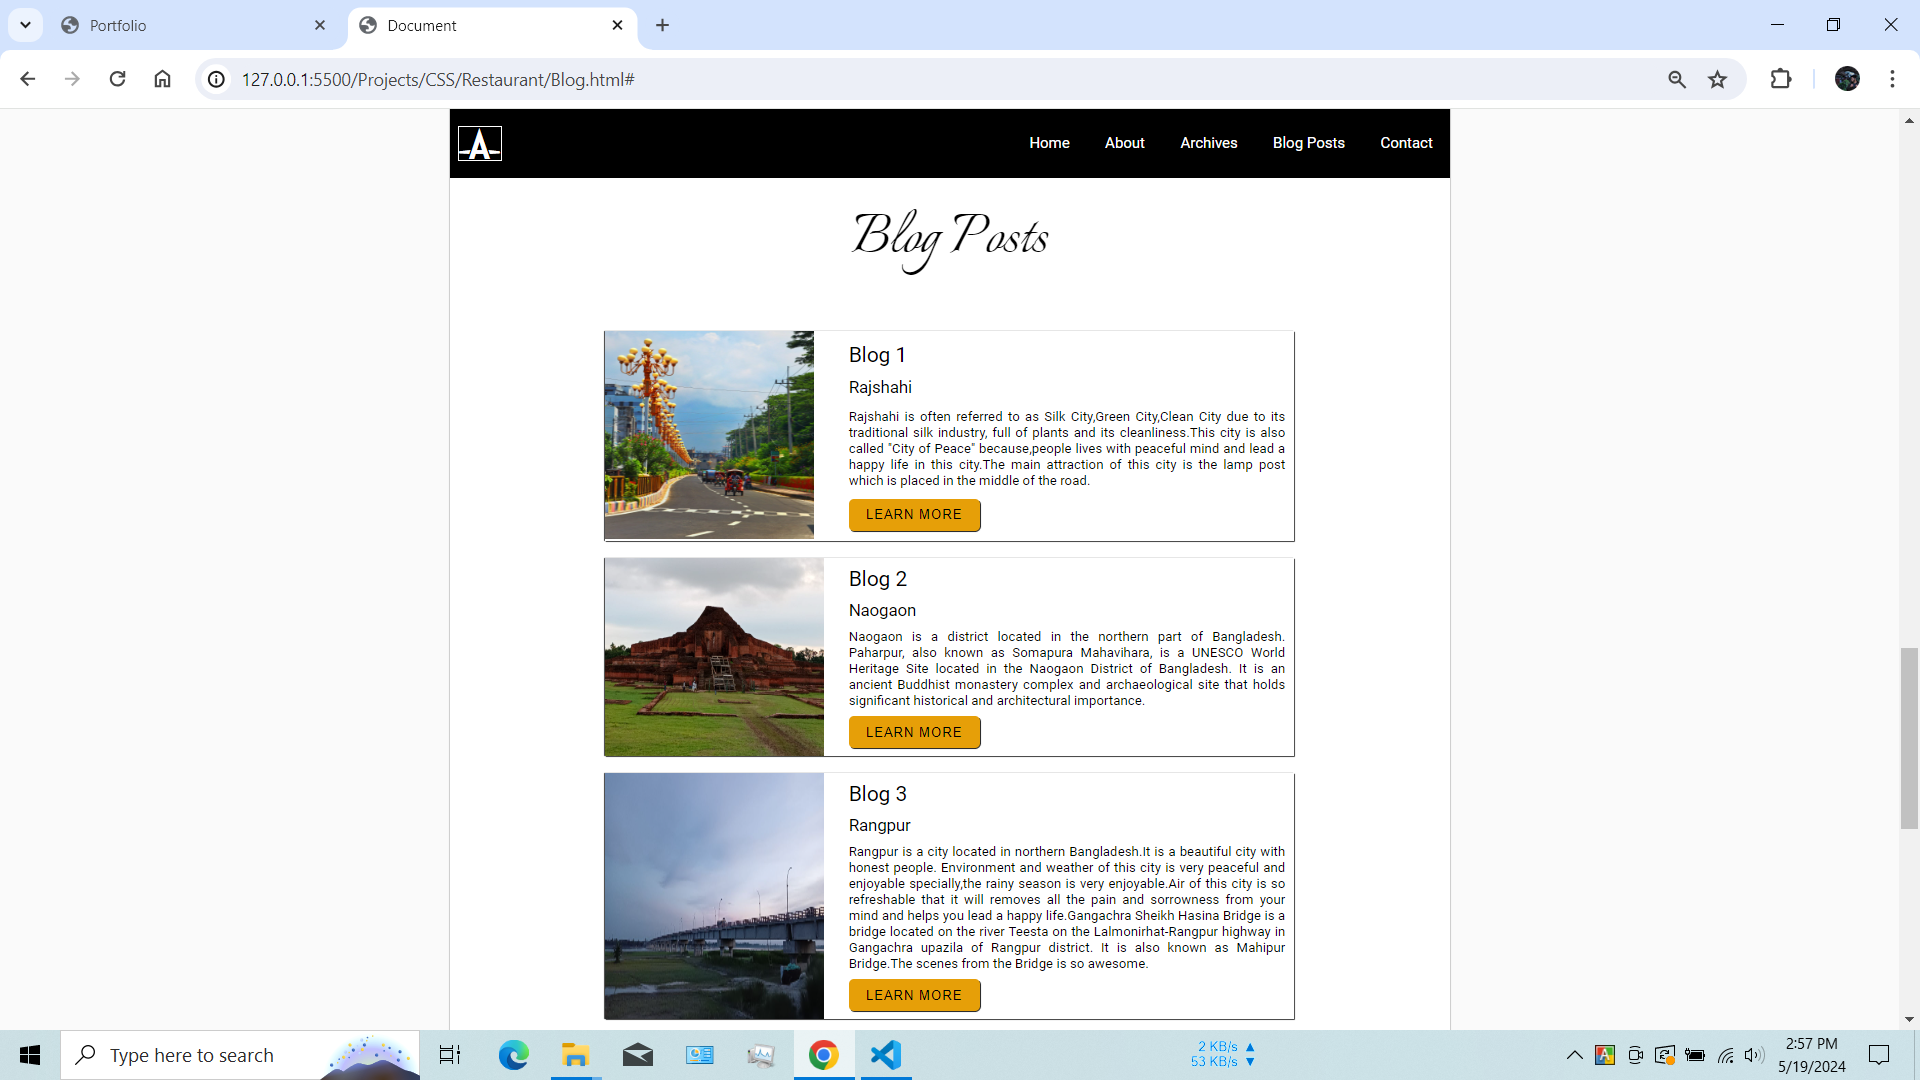 Portfolio
Document
127.0.0.1:5500/Projects/CSS/Restaurant/Blog.html#
A
Home About Archives Blog Posts Contact
Blog Posts
Blog 1
Rajshahi
Rajshahi is often referred to as Silk City,Green City,Clean City due to its
traditional silk industry, full of plants and its cleanliness.This city is also
called "City of Peace" because,people lives with peaceful mind and lead a
happy life in this city.The main attraction of this city is the lamp post
which is placed in the middle of the road.
LEARN MORE
Blog 2
Naogaon
Naogaon is a district located in the northern part of Bangladesh.
Paharpur, also known as Somapura Mahavihara, is a UNESCO World
Heritage Site located in the Naogaon District of Bangladesh. It is an
ancient Buddhist monastery complex and archaeological site that holds
significant historical and architectural importance.
LEARN MORE
Blog 3
Rangpur
Rangpur is a city located in northern Bangladesh.It is a beautiful city with
honest people. Environment and weather of this city is very peaceful and
enjoyable specially,the rainy season is very enjoyable.Air of this city is so
refreshable that it will removes all the pain and sorrowness from your
mind and helps you lead a happy life.Gangachra Sheikh Hasina Bridge is a
bridge located on the river Teesta on the Lalmonirhat-Rangpur highway in
Gangachra upazila of Rangpur district. It is also known as Mahipur
Bridge.The scenes from the Bridge is so awesome.
LEARN MORE
Type here to search
2 KB/s
53 KB/s
A
2:57 PM
5/19/2024